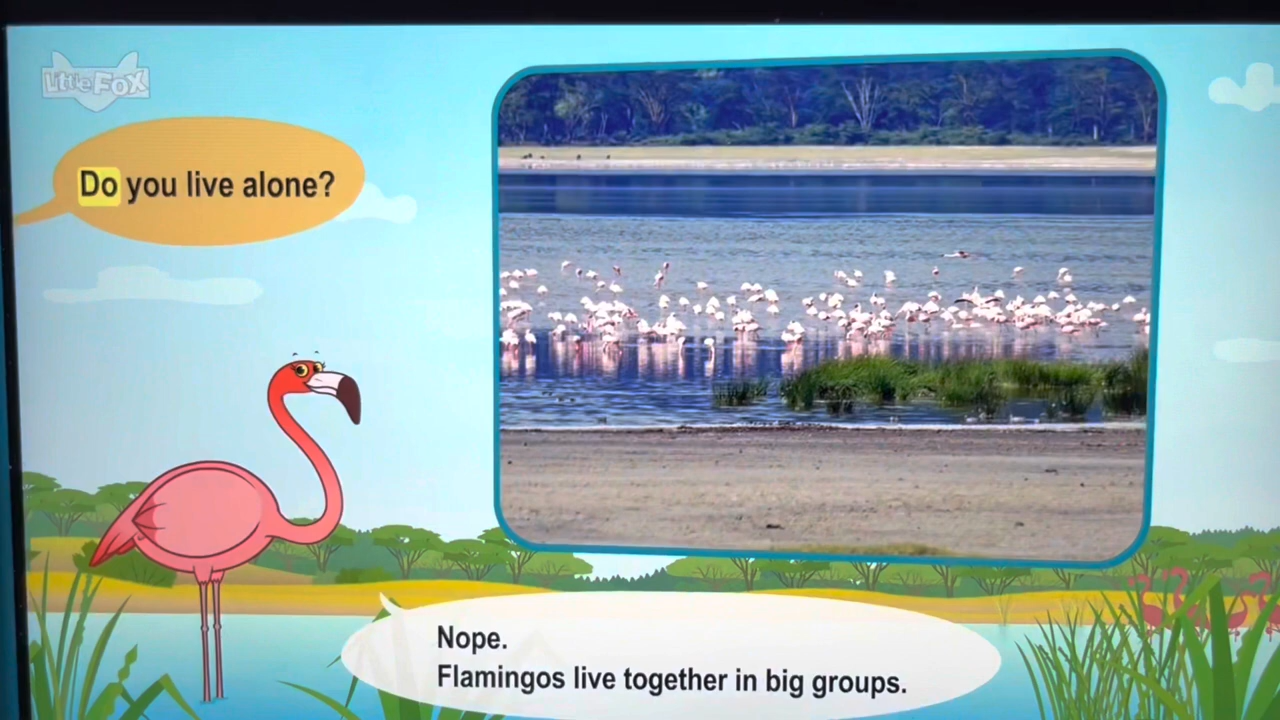 Little Fox
Do you live alone?
Nope.
Flamingos live together in big groups.